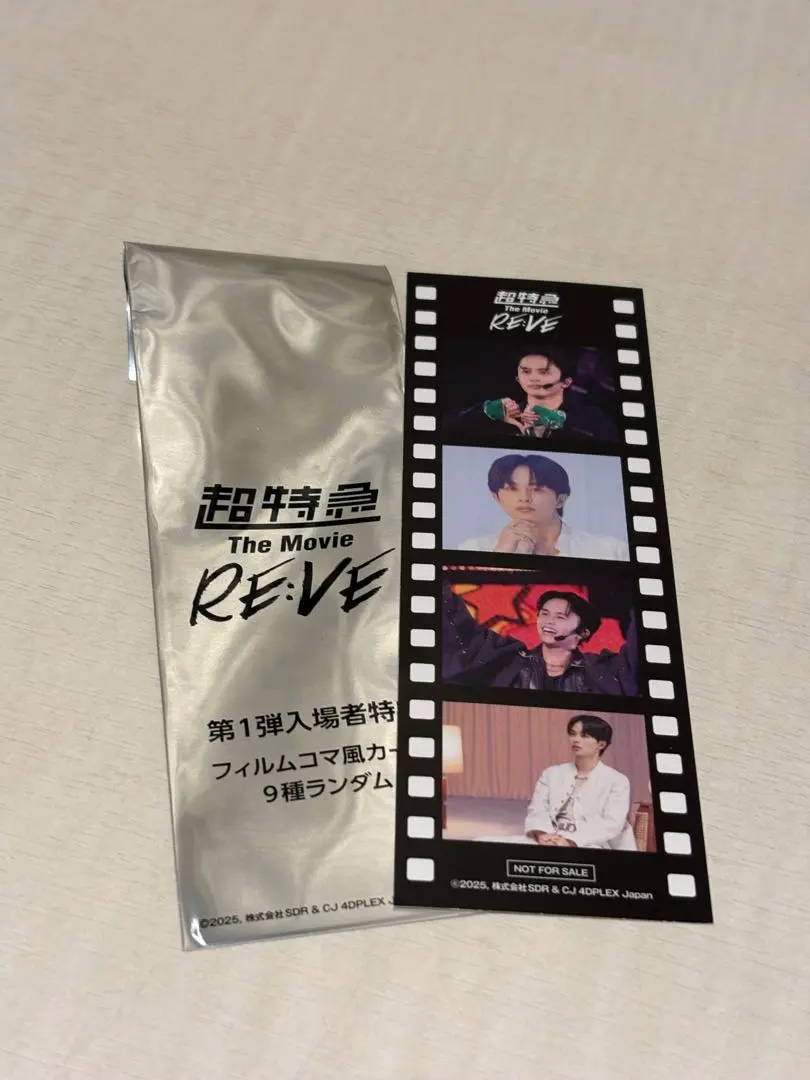 超特急
The Movie
RE:VE
第1弾入場者特
フィルムコマ風カー
9種ランダム
©2025, 株式会社SDR & CJ 4DPLEX J
超特急
The Movie
RE:VE
NOT FOR SALE
©2025, 株式会社SDR & CJ 4DPLEX Japan